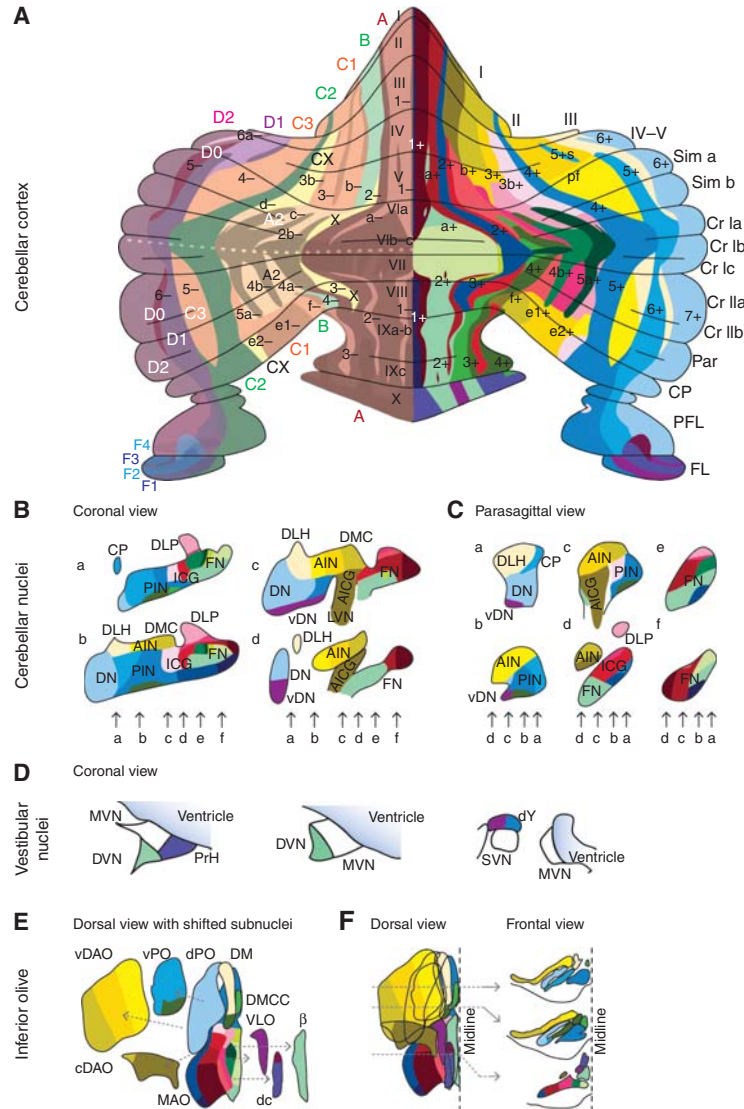 A
Cerebellar cortex
A
I
B
II
C1
I
C2
III
1–
D2
D1
C3
II
III
IV–V
6a–
IV
6+
D0
CX
1+
5+s
Sim a
5–
4–
3b–
b–
V
a+
2+
b+
3+
4+
pf
5+
6+
3–
2–
1–
3b+
Sim b
d–
c–
VIa
4+
A2
X
a–
a+
2+
Cr Ia
2b–
VIb–c
Cr Ib
VII
4+
A2
4b+
5a+
Cr Ic
6–
5–
4b–
4a–
3–
X
VIII
2+
3+
f+
Cr IIa
D0
C3
5a–
f–
4–
1–
1+
e1+
6+
7+
D1
e1–
B
2–
IXa-b
e2+
Cr IIb
e2–
C1
D2
CX
3–
IXc
2+
3+
4+
Par
C2
CP
A
X
PFL
F4
F3
F2
FL
F1
B
Coronal view
C
Parasagittal view
Cerebellar nuclei
DLP
DLH
DMC
a
CP
c
AIN
a
DLH
CP
c
AIN
e
PIN
ICG
FN
DN
AICG
FN
DN
AICG
PIN
vDN
LVN
vDN
b
DLH
AIN
DMC
DLP
d
DLH
AIN
b
AIN
d
DLP
f
DN
PIN
ICG
FN
DN
AICG
FN
PIN
AIN
ICG
vDN
vDN
FN
a b c d e f
a b c d e f
d c b a
d c b a
d c b a
D
Coronal view
Vestibular nuclei
MVN
Ventricle
Ventricle
dY
DVN
PrH
DVN
MVN
SVN
Ventricle
MVN
E
Dorsal view with shifted subnuclei
F
Dorsal view
Frontal view
Inferior olive
vDAO
vPO
dPO
DM
DMCC
VLO
β
cDAO
MAO
dc
Midline
Midline